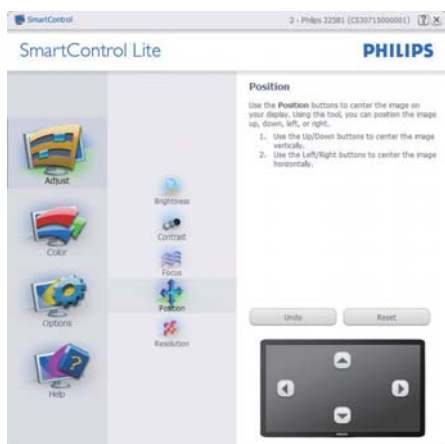 SmartControl
2 - Philips 225B1 (CS30715000001)
SmartControl Lite
PHILIPS
Adjust
Color
Options
Help
Brightness
Contrast
Focus
Position
Resolution
Position
Use the Position buttons to center the image on
your display. Using the tool, you can position the image
up, down, left, or right.
1. Use the Up/Down buttons to center the image
vertically.
2. Use the Left/Right buttons to center the image
horizontally.
Undo
Reset